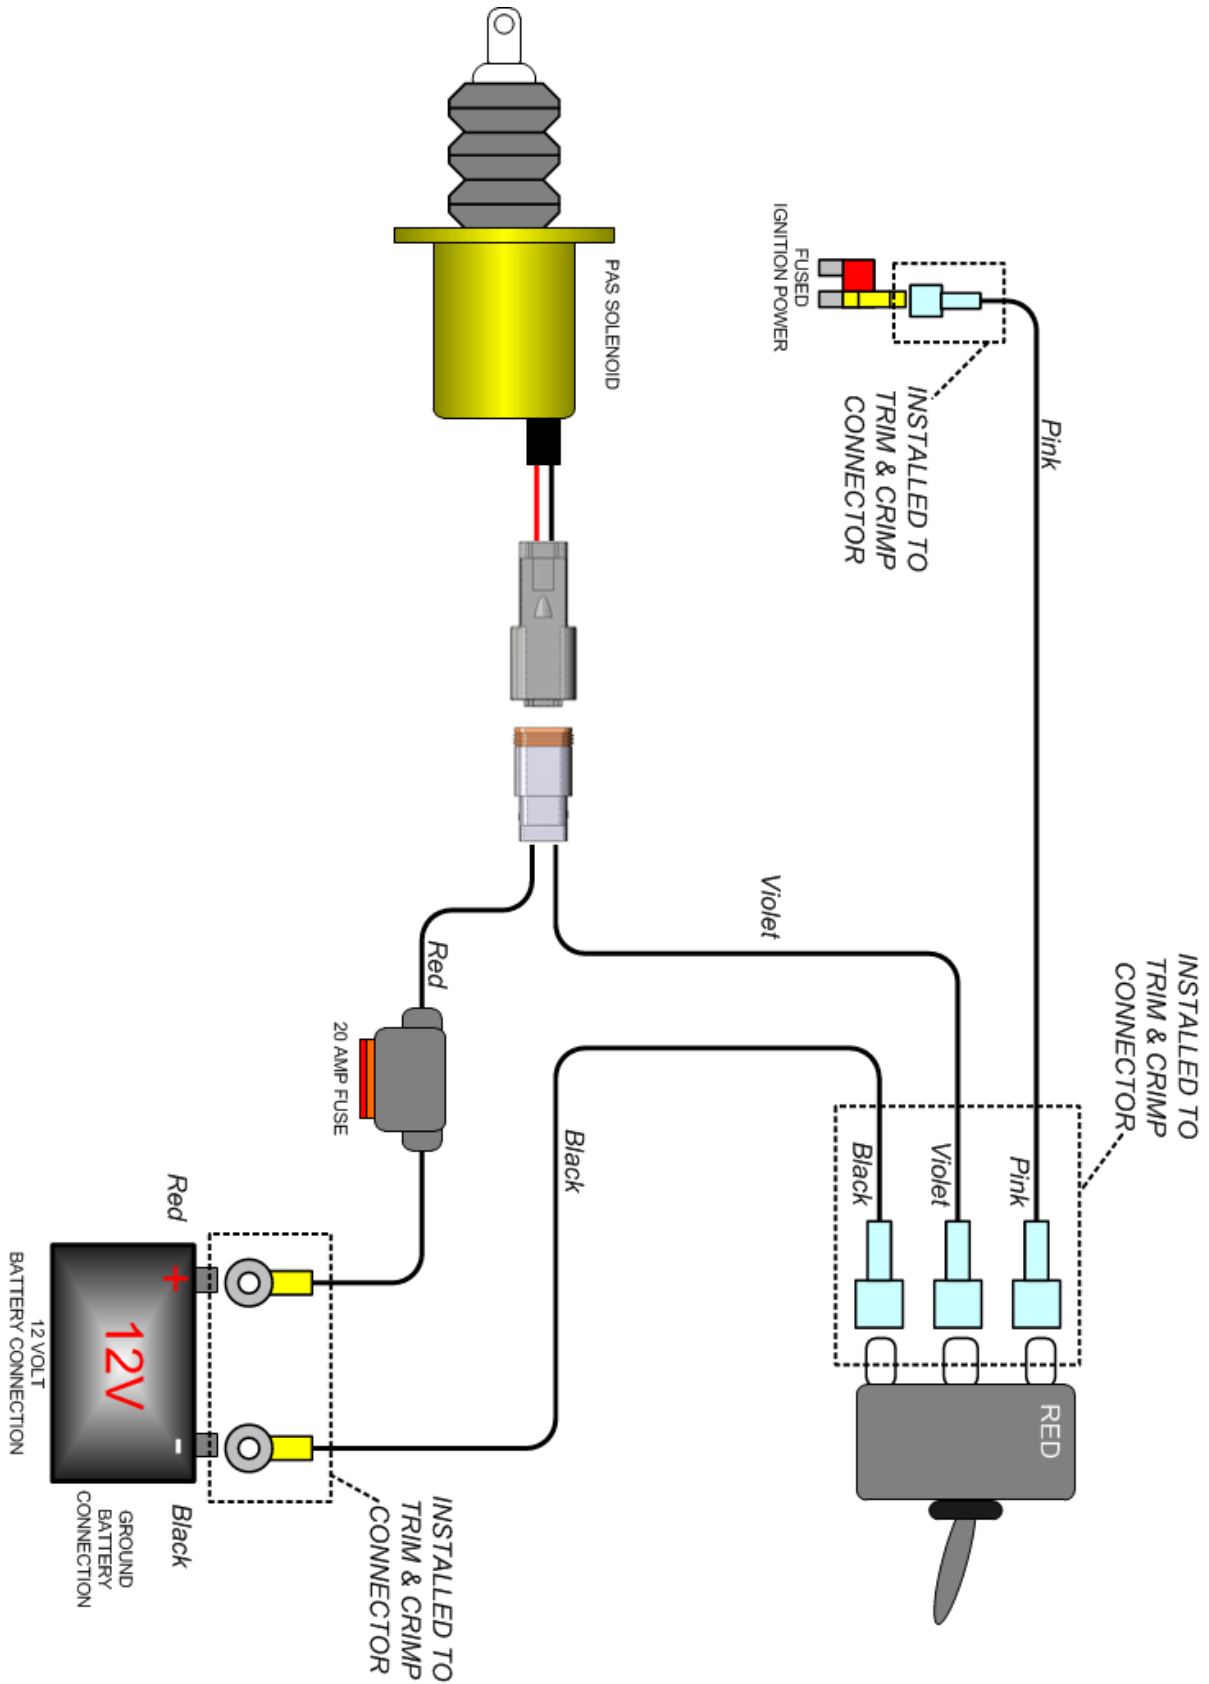 INSTALLED TO
TRIM & CRIMP
CONNECTOR
Pink
RED
Pink
Violet
Black
INSTALLED TO
TRIM & CRIMP
CONNECTOR
FUSED
IGNITION POWER
Violet
PAS SOLENOID
Black
Red
INSTALLED TO
TRIM & CRIMP
CONNECTOR
20 AMP FUSE
Red
Black
+
-
12V
GROUND
BATTERY
CONNECTION
12 VOLT
BATTERY CONNECTION